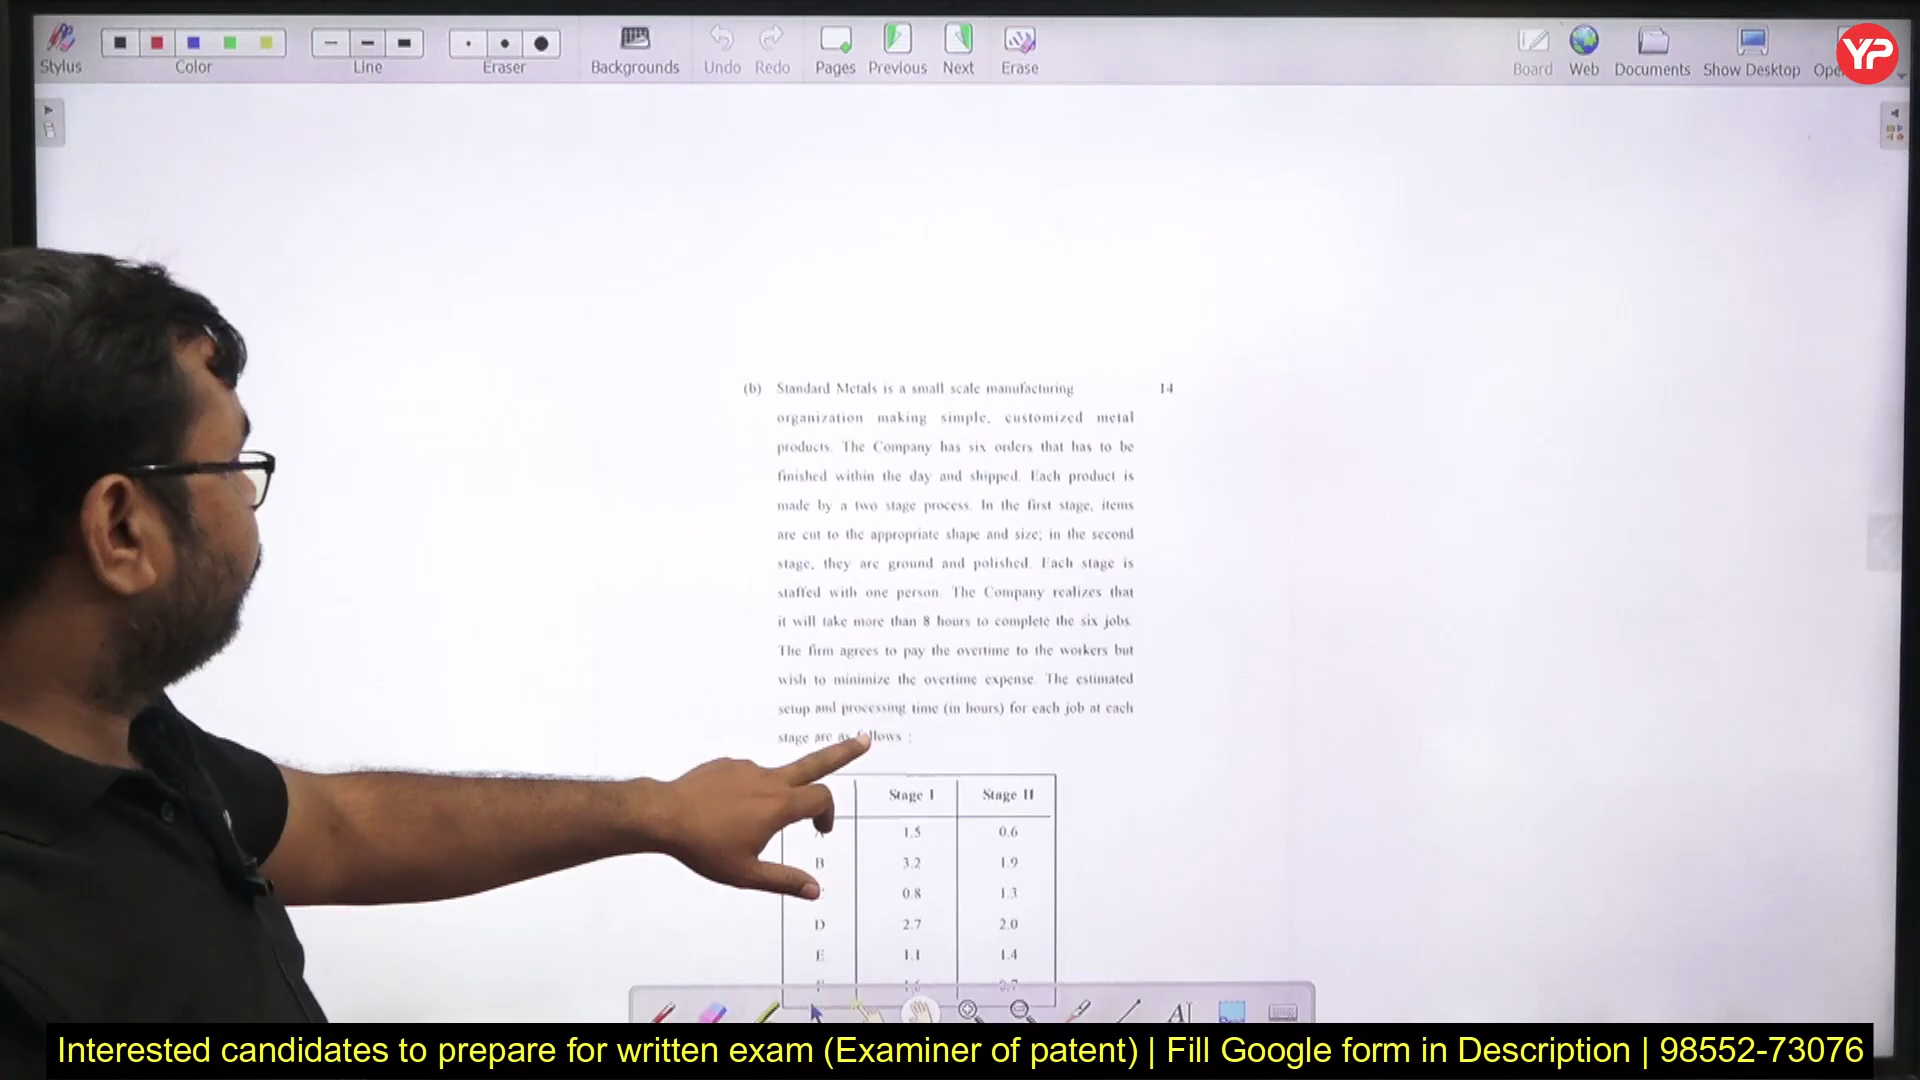 Stylus
Color
Line
Eraser
Backgrounds
Undo
Redo
Pages
Previous
Next
Erase
Board
Web
Documents
Show Desktop
YP
(b) Standard Metals is a small scale manufacturing 14
organization making simple, customized metal
products. The Company has six orders that has to be
finished within the day and shipped. Each product is
made by a two stage process. In the first stage, items
are cut to the appropriate shape and size; in the second
stage, they are ground and polished. Each stage is
staffed with one person. The Company realizes that
it will take more than 8 hours to complete the six jobs.
The firm agrees to pay the overtime to the workers but
wish to minimize the overtime expense. The estimated
setup and processing time (in hours) for each job at each
stage are as follows :
Stage I Stage II
A 1.5 0.6
B 3.2 1.9
0.8 1.3
D 2.7 2.0
E 1.1 1.4
Interested candidates to prepare for written exam (Examiner of patent) | Fill Google form in Description | 98552-73076